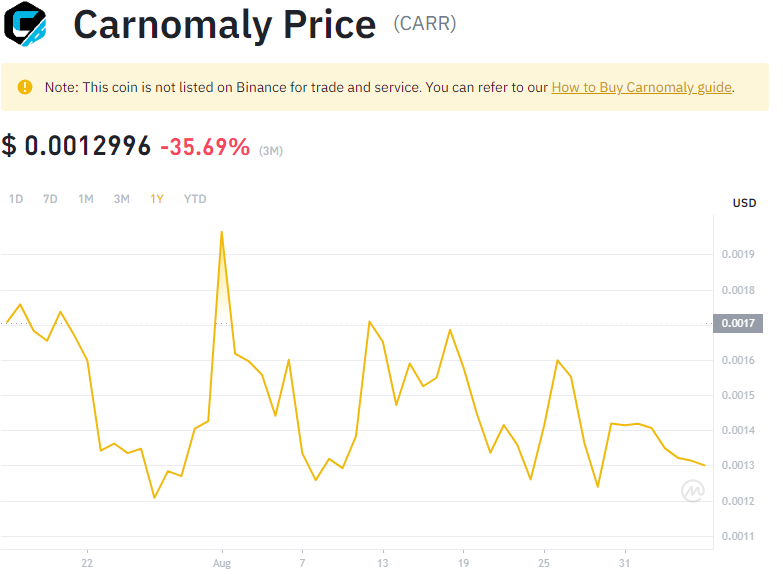 Carnomaly Price (CARR)
Note: This coin is not listed on Binance for trade and service. You can refer to our How to Buy Carnomaly guide.
$ 0.0012996 -35.69% (3M)
1D 7D 1M 3M 1Y YTD
USD
0.0019
0.0018
0.0017
0.0016
0.0015
0.0014
0.0013
0.0012
0.0011
22 Aug 7 13 19 25 31